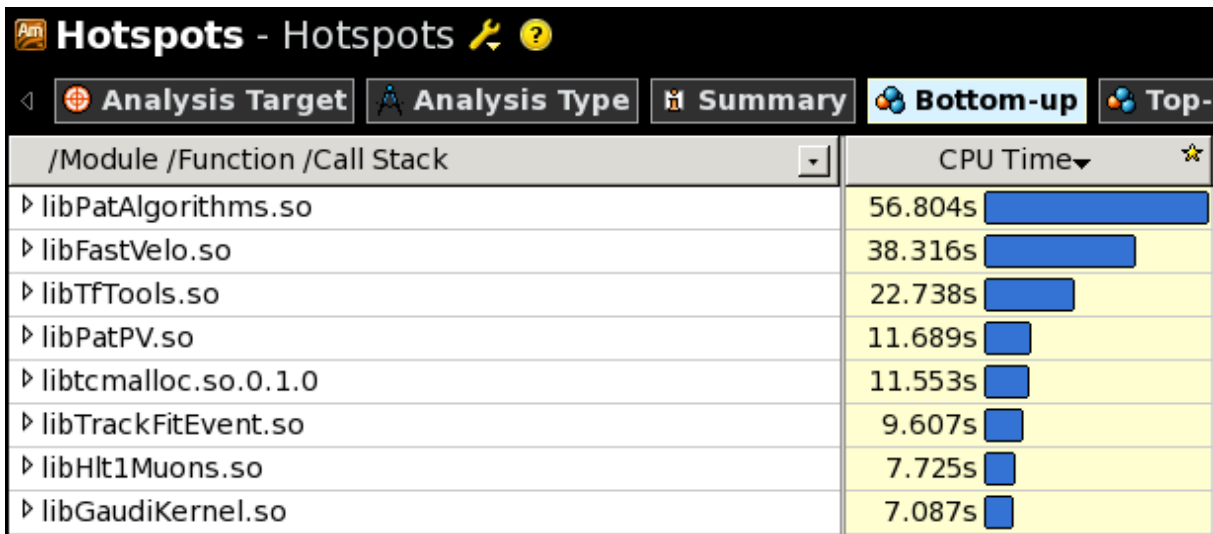 Am Hotspots - Hotspots ?
Analysis Target Analysis Type Summary Bottom-up Top-
/Module /Function /Call Stack CPU Time
libPatAlgorithms.so 56.804s
libFastVelo.so 38.316s
libTfTools.so 22.738s
libPatPV.so 11.689s
libtcmalloc.so.0.1.0 11.553s
libTrackFitEvent.so 9.607s
libHlt1Muons.so 7.725s
libGaudiKernel.so 7.087s